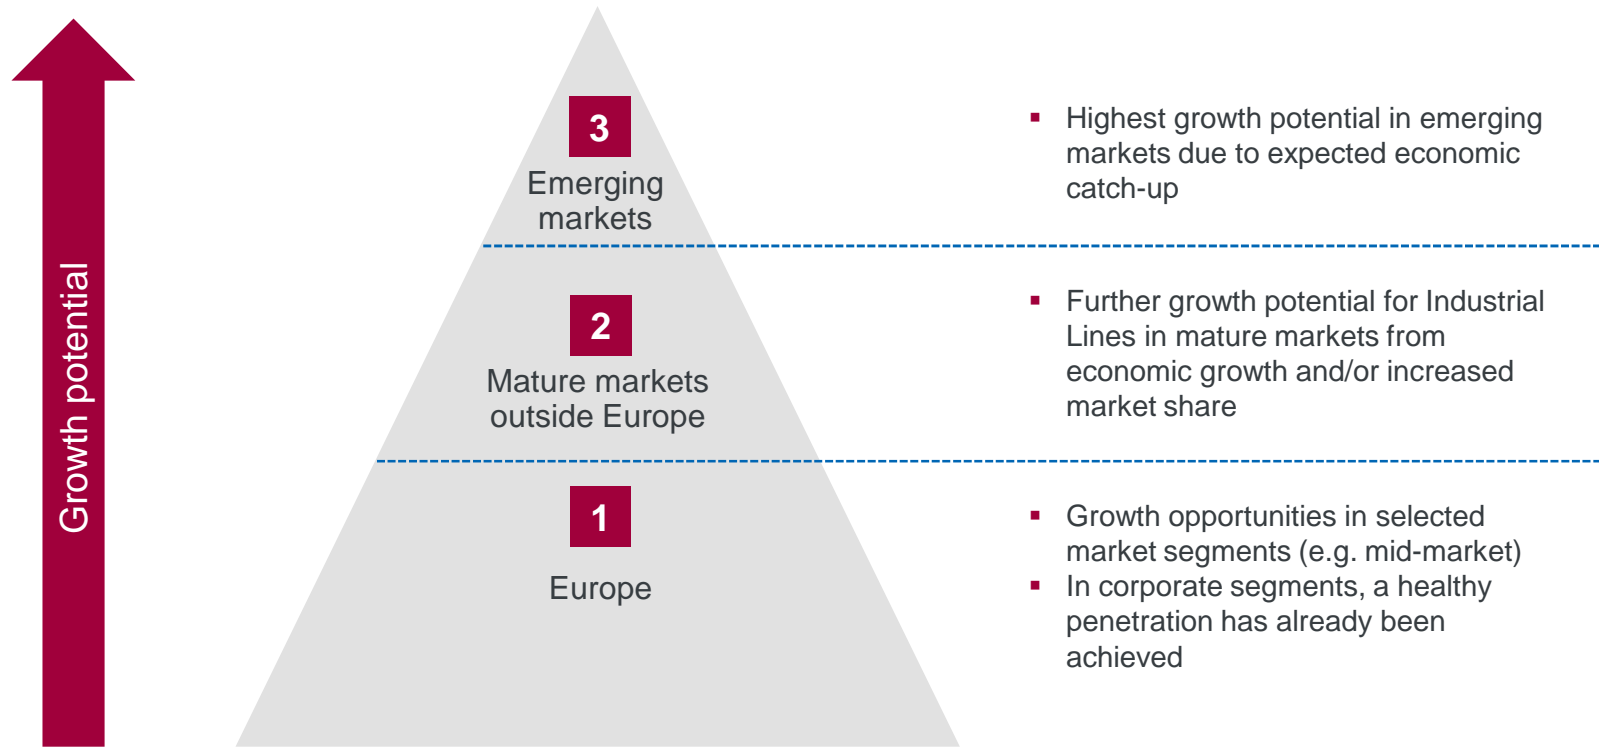 Growth potential
3
Emerging
markets
▪ Highest growth potential in emerging
markets due to expected economic
catch-up
2
Mature markets
outside Europe
▪ Further growth potential for Industrial
Lines in mature markets from
economic growth and/or increased
market share
1
Europe
▪ Growth opportunities in selected
market segments (e.g. mid-market)
▪ In corporate segments, a healthy
penetration has already been
achieved